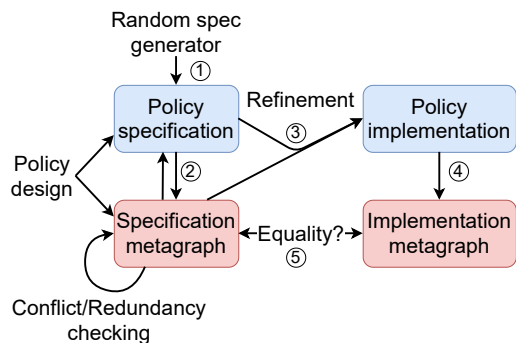 Random spec
generator
①
Policy
specification
Refinement
③
Policy
implementation
Policy
design
②
④
Specification
metagraph
Equality?
⑤
Implementation
metagraph
Conflict/Redundancy
checking